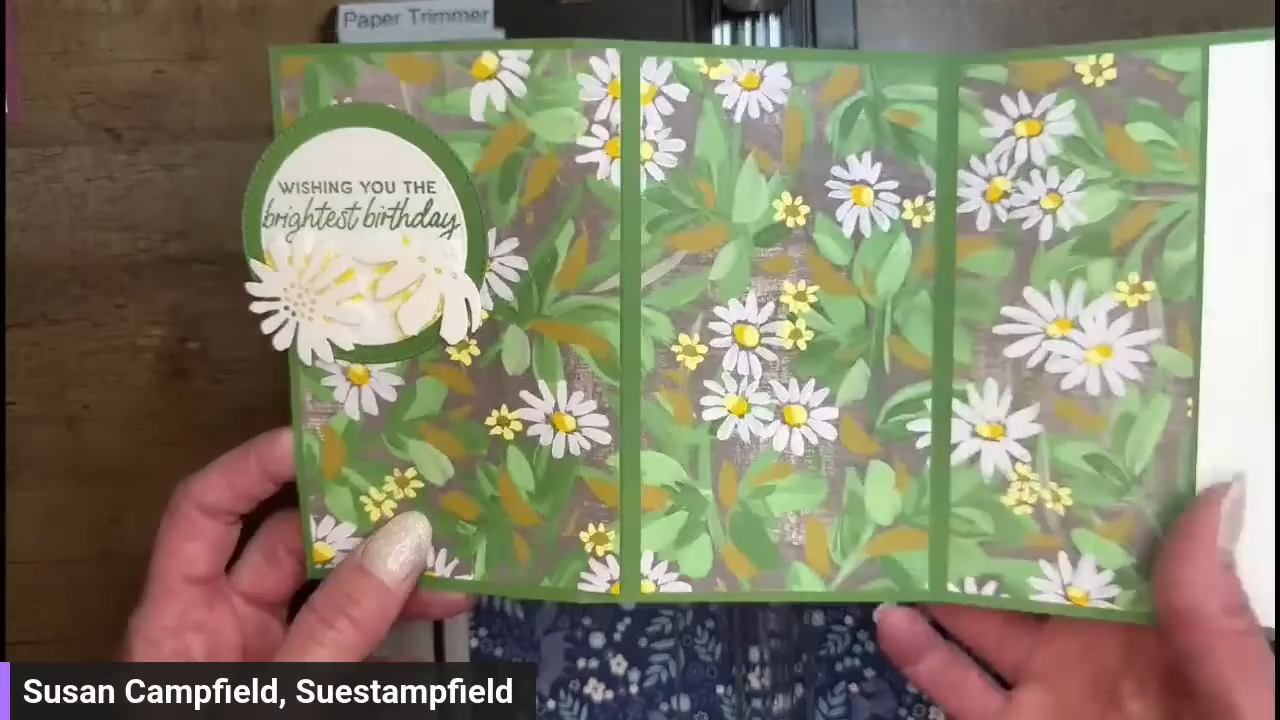 Paper Trimmer
WISHING YOU THE
brightest birthday
Susan Campfield, Suestampfield